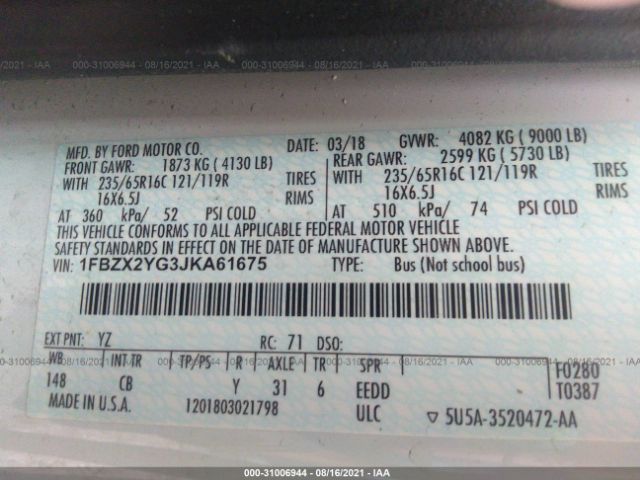 000-31006944 - 08/16/2021 - IAA
MFD. BY FORD MOTOR CO. DATE: 03/18 GVWR: 4082 KG ( 9000 LB)
FRONT GAWR: 1873 KG ( 4130 LB) REAR GAWR: 2599 KG ( 5730 LB)
WITH 235/65R16C 121/119R TIRES WITH 235/65R16C 121/119R TIRES
16X6.5J RIMS 16X6.5J RIMS
AT 360 kPa/ 52 PSI COLD AT 510 kPa/ 74 PSI COLD
THIS VEHICLE CONFORMS TO ALL APPLICABLE FEDERAL MOTOR VEHICLE
SAFETY STANDARDS IN EFFECT ON THE DATE OF MANUFACTURE SHOWN ABOVE.
VIN: 1FBZX2YG3JKA61675 TYPE: Bus (Not school bus)
EXT PNT: YZ RC: 71 DSO:
WB INT TR TP/PS R AXLE TR SPR F0280
148 CB Y 31 6 EEDD T0387
MADE IN U.S.A. 1201803021798 ULC ▽ 5U5A-3520472-AA
000-31006944 - 08/16/2021 - IAA